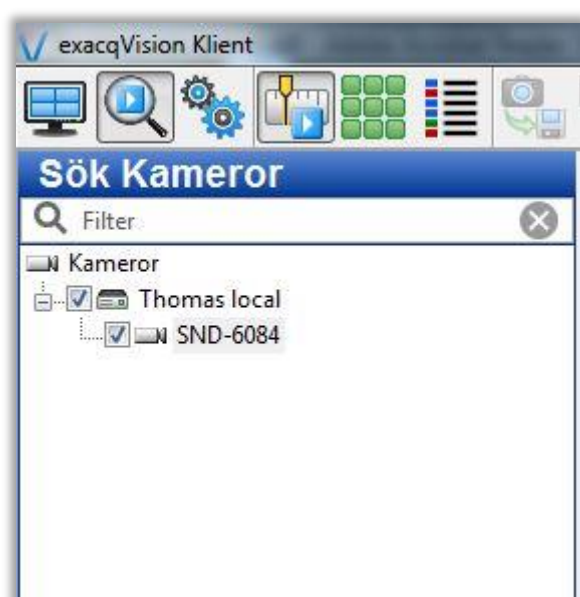 exacqVision Klient
Sök Kameror
Filter
Kameror
Thomas local
SND-6084